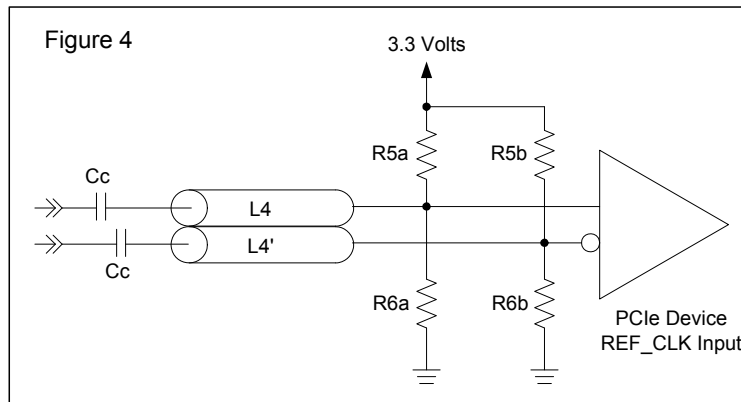 Figure 4
3.3 Volts
R5a
R5b
Cc
L4
L4'
Cc
R6a
R6b
PCIe Device
REF_CLK Input